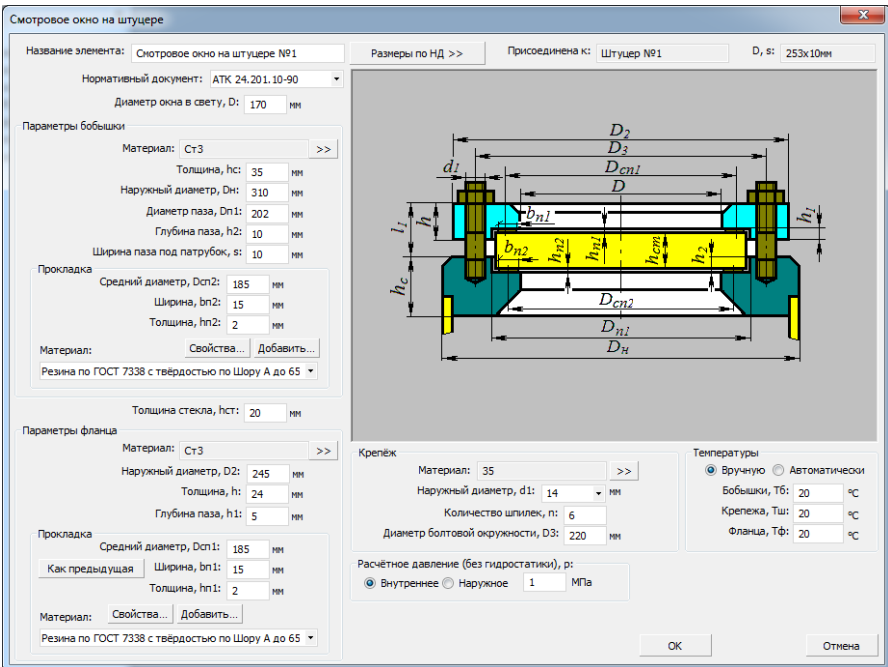 Смотровое окно на штуцере
Название элемента: Смотровое окно на штуцере №1
Размеры по НД >>
Присоединена к: Штуцер №1
D, s: 253х10мм
Нормативный документ: АТК 24.201.10-90
Диаметр окна в свету, D: 170 мм
Параметры бобышки
Материал: Ст3 >>
Толщина, hс: 35 мм
Наружный диаметр, Dн: 310 мм
Диаметр паза, Dп1: 202 мм
Глубина паза, h2: 10 мм
Ширина паза под патрубок, s: 10 мм
Прокладка
Средний диаметр, Dсп2: 185 мм
Ширина, bп2: 15 мм
Толщина, hп2: 2 мм
Материал: Свойства... Добавить...
Резина по ГОСТ 7338 с твёрдостью по Шору А до 65
Толщина стекла, hст: 20 мм
Параметры фланца
Материал: Ст3 >>
Наружный диаметр, D2: 245 мм
Толщина, h: 24 мм
Глубина паза, h1: 5 мм
Прокладка
Средний диаметр, Dсп1: 185 мм
Как предыдущая Ширина, bп1: 15 мм
Толщина, hп1: 2 мм
Материал: Свойства... Добавить...
Резина по ГОСТ 7338 с твёрдостью по Шору А до 65
D2
D3
d1
Dсп1
D
l1
h
bп1
h1
bп2
hп2
hп1
hст
h2
hс
Dсп2
Dп1
Dн
Крепёж
Материал: 35 >>
Наружный диаметр, d1: 14 мм
Количество шпилек, n: 6
Диаметр болтовой окружности, D3: 220 мм
Температуры
Вручную Автоматически
Бобышки, Тб: 20 ºС
Крепежа, Тш: 20 ºС
Фланца, Тф: 20 ºС
Расчётное давление (без гидростатики), р:
Внутреннее Наружное 1 МПа
ОК
Отмена